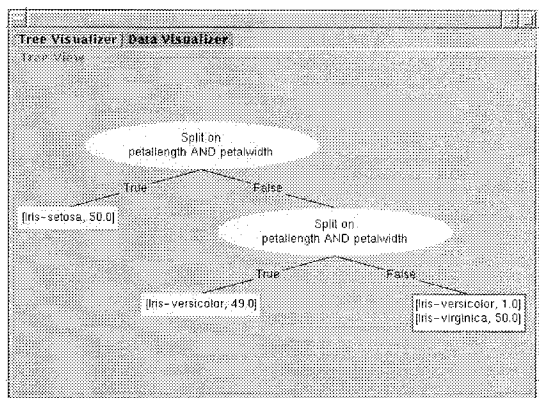 Tree Visualizer Data Visualizer
Tree View
Split on
petallength AND petalwidth
True
False
[Iris-setosa, 50.0]
Split on
petallength AND petalwidth
True
False
[Iris-versicolor, 49.0]
[Iris-versicolor, 1.0]
[Iris-virginica, 50.0]